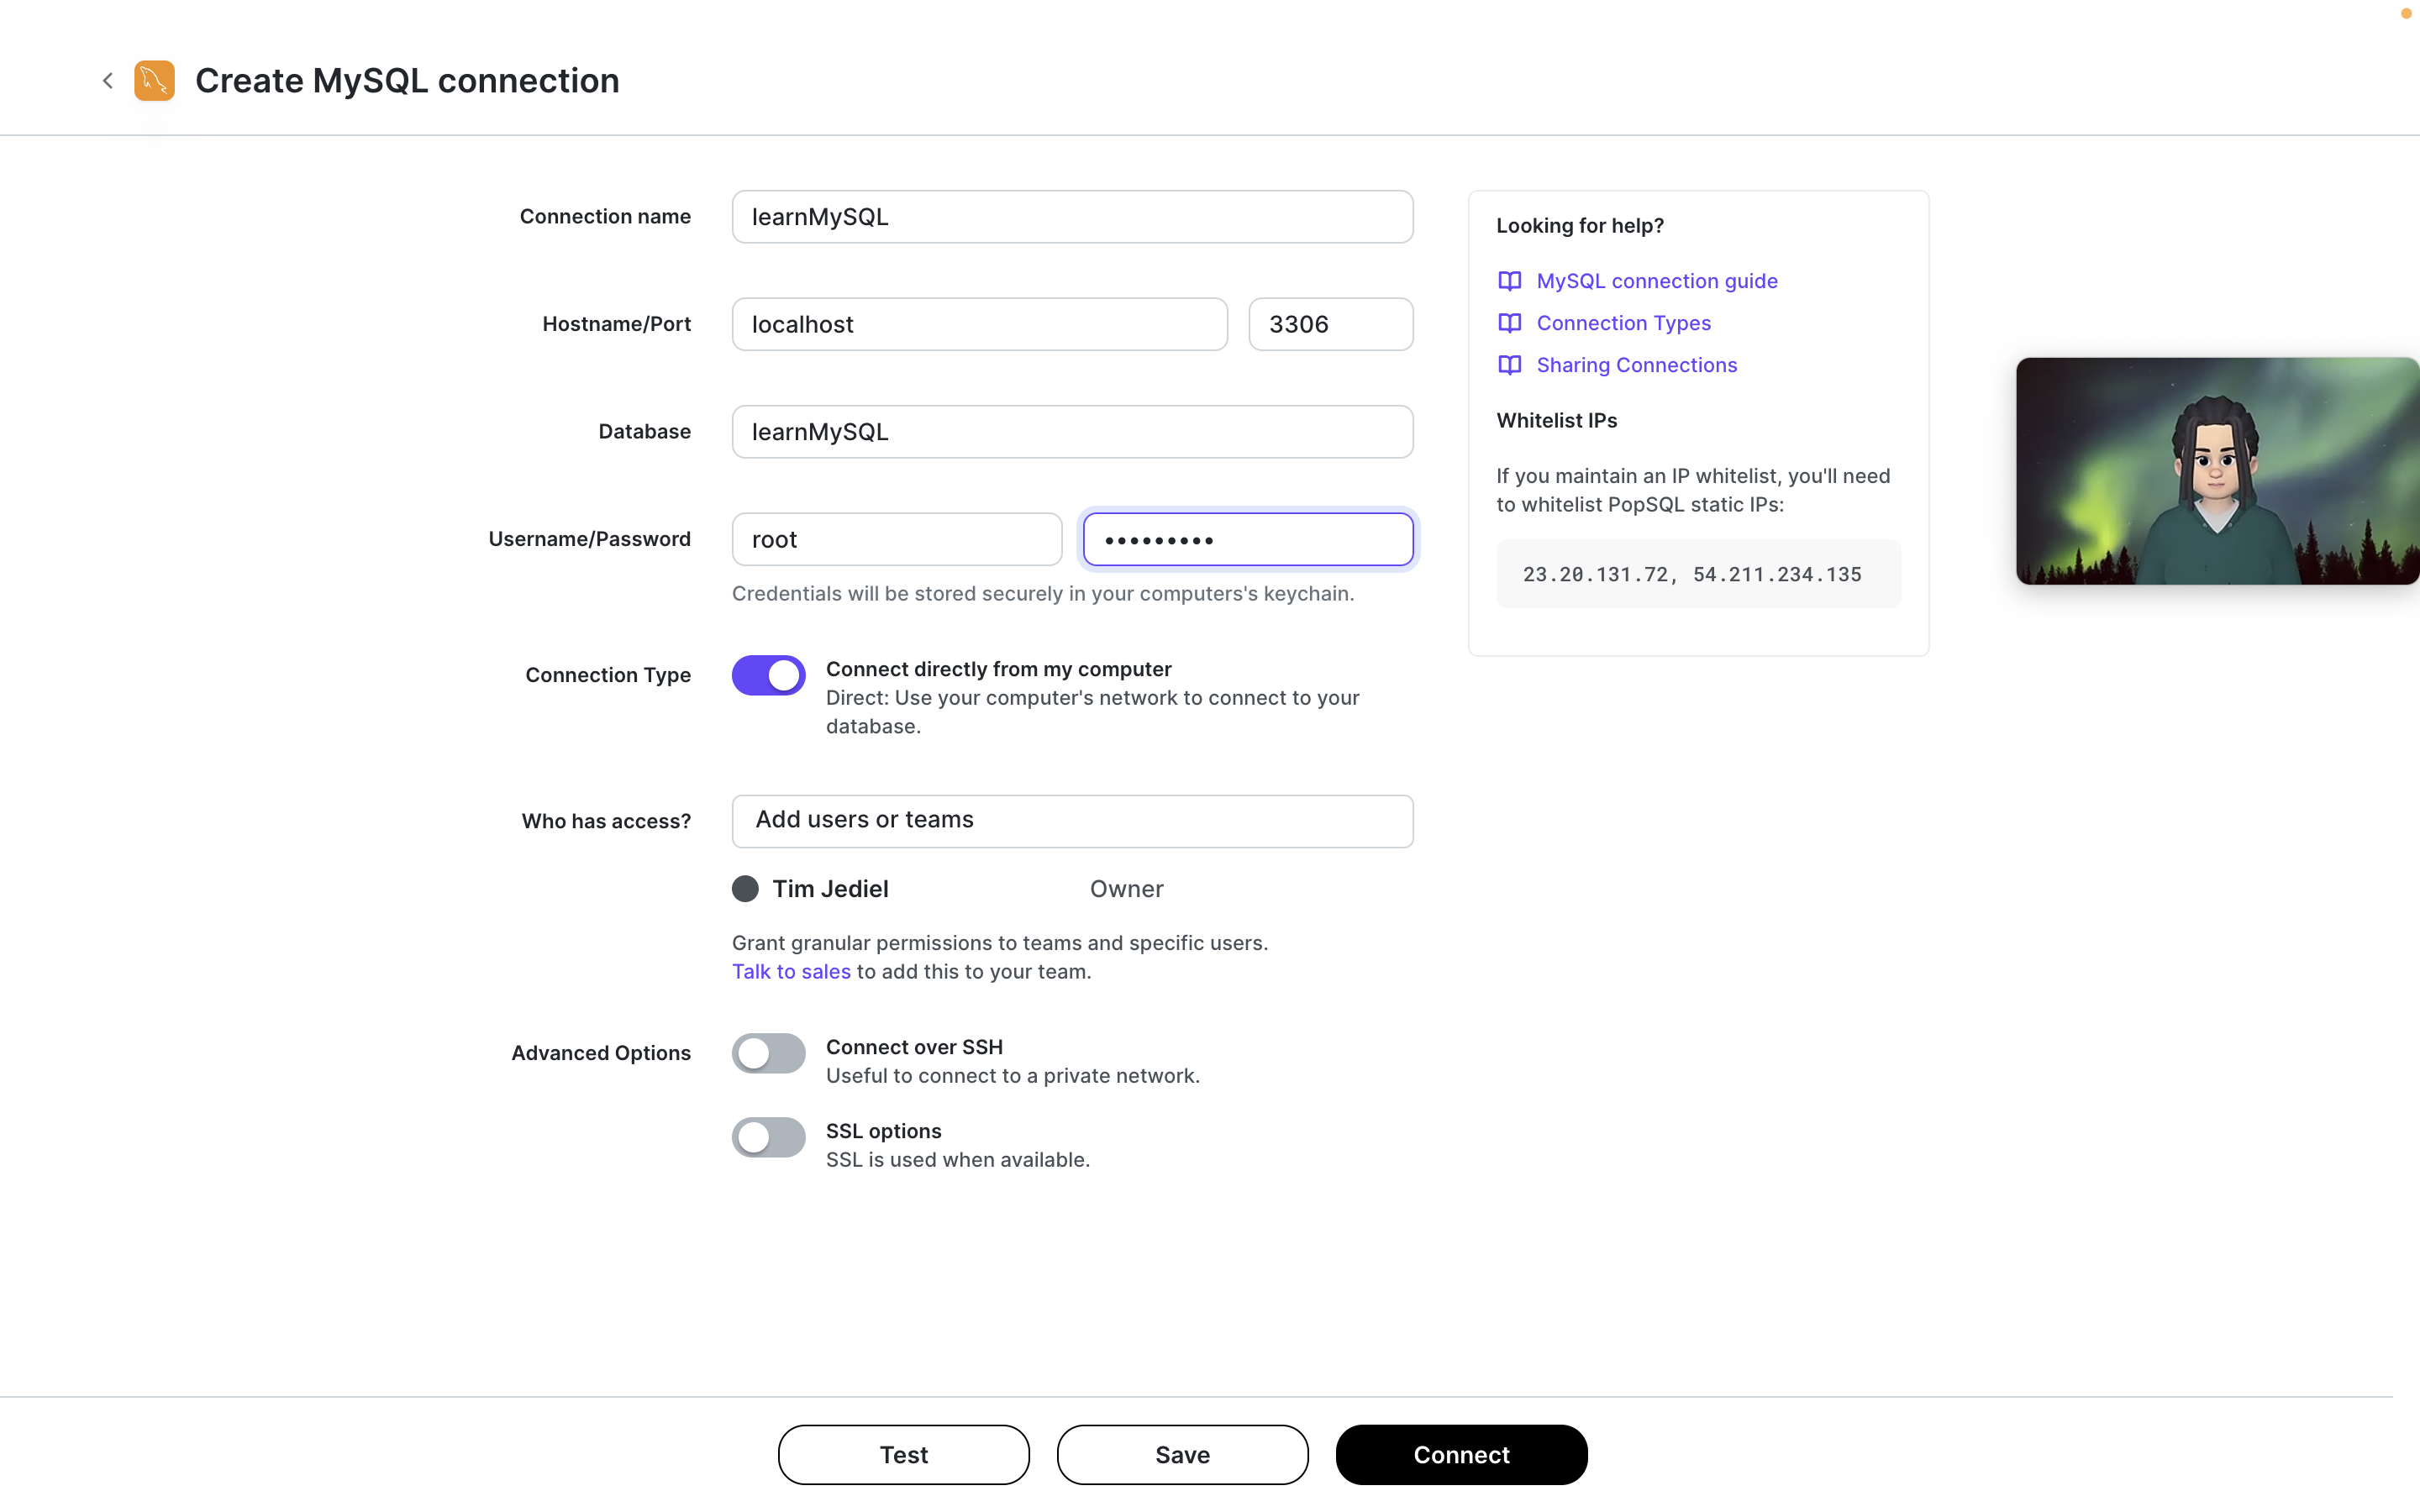 Create MySQL connection
Connection name
learnMySQL
Hostname/Port
localhost
3306
Database
learnMySQL
Username/Password
root
•••••••••
Credentials will be stored securely in your computers's keychain.
Connection Type
Connect directly from my computer
Direct: Use your computer's network to connect to your
database.
Who has access?
Add users or teams
Tim Jediel
Owner
Grant granular permissions to teams and specific users.
Talk to sales to add this to your team.
Advanced Options
Connect over SSH
Useful to connect to a private network.
SSL options
SSL is used when available.
Looking for help?
MySQL connection guide
Connection Types
Sharing Connections
Whitelist IPs
If you maintain an IP whitelist, you'll need
to whitelist PopSQL static IPs:
23.20.131.72, 54.211.234.135
Test
Save
Connect